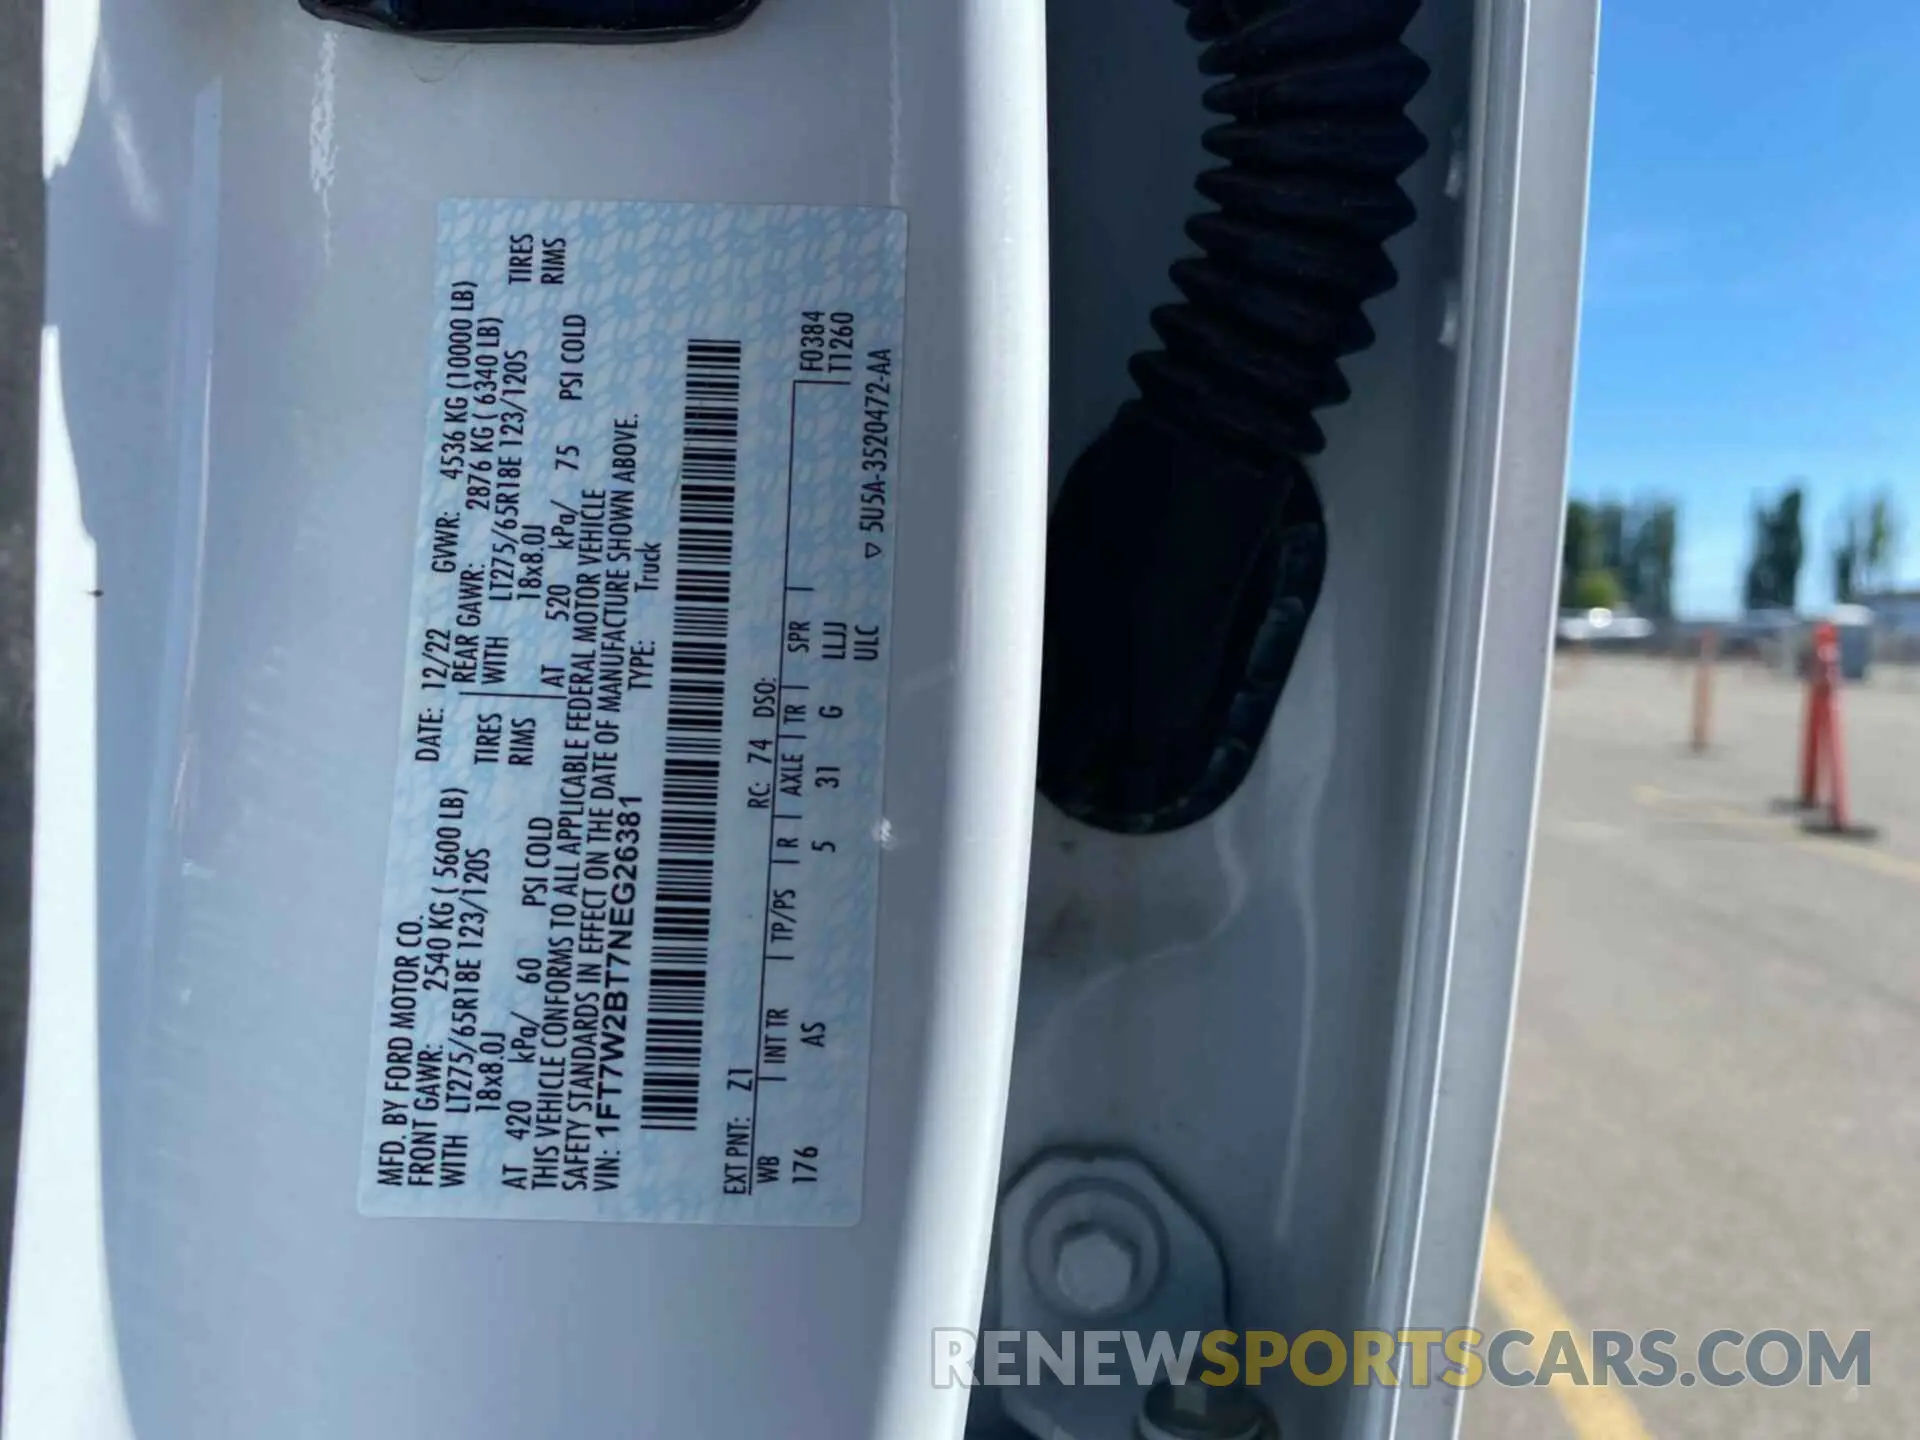 MFD. BY FORD MOTOR CO.
DATE: 12/22 GVWR: 4536 KG (10000 LB)
FRONT GAWR: 2540 KG ( 5600 LB) REAR GAWR: 2876 KG ( 6340 LB)
WITH LT275/65R18E 123/120S TIRES WITH LT275/65R18E 123/120S TIRES
18x8.0J RIMS 18x8.0J RIMS
AT 420 kPa/ 60 PSI COLD AT 520 kPa/ 75 PSI COLD
THIS VEHICLE CONFORMS TO ALL APPLICABLE FEDERAL MOTOR VEHICLE
SAFETY STANDARDS IN EFFECT ON THE DATE OF MANUFACTURE SHOWN ABOVE.
VIN: 1FT7W2BT7NEG26381 TYPE: Truck
EXT PNT: Z1 RC: 74 DSO:
WB INT TR TP/PS R AXLE TR SPR F0384
176 AS 5 31 G LLJJ T1260
ULC ▽ 5U5A-3520472-AA
RENEWSPORTSCARS.COM